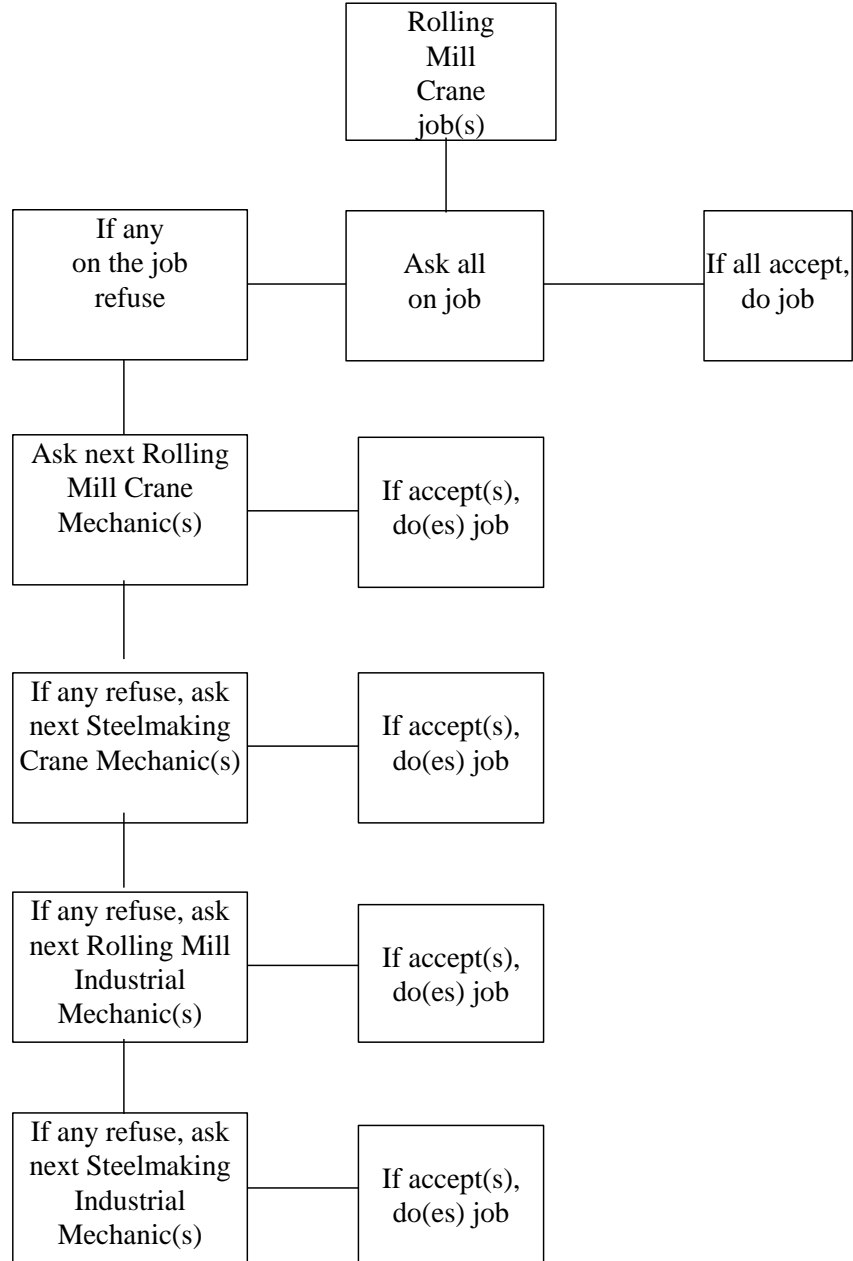 Rolling
Mill
Crane
job(s)
If any
on the job
refuse
Ask all
on job
If all accept,
do job
Ask next Rolling
Mill Crane
Mechanic(s)
If accept(s),
do(es) job
If any refuse, ask
next Steelmaking
Crane Mechanic(s)
If accept(s),
do(es) job
If any refuse, ask
next Rolling Mill
Industrial
Mechanic(s)
If accept(s),
do(es) job
If any refuse, ask
next Steelmaking
Industrial
Mechanic(s)
If accept(s),
do(es) job